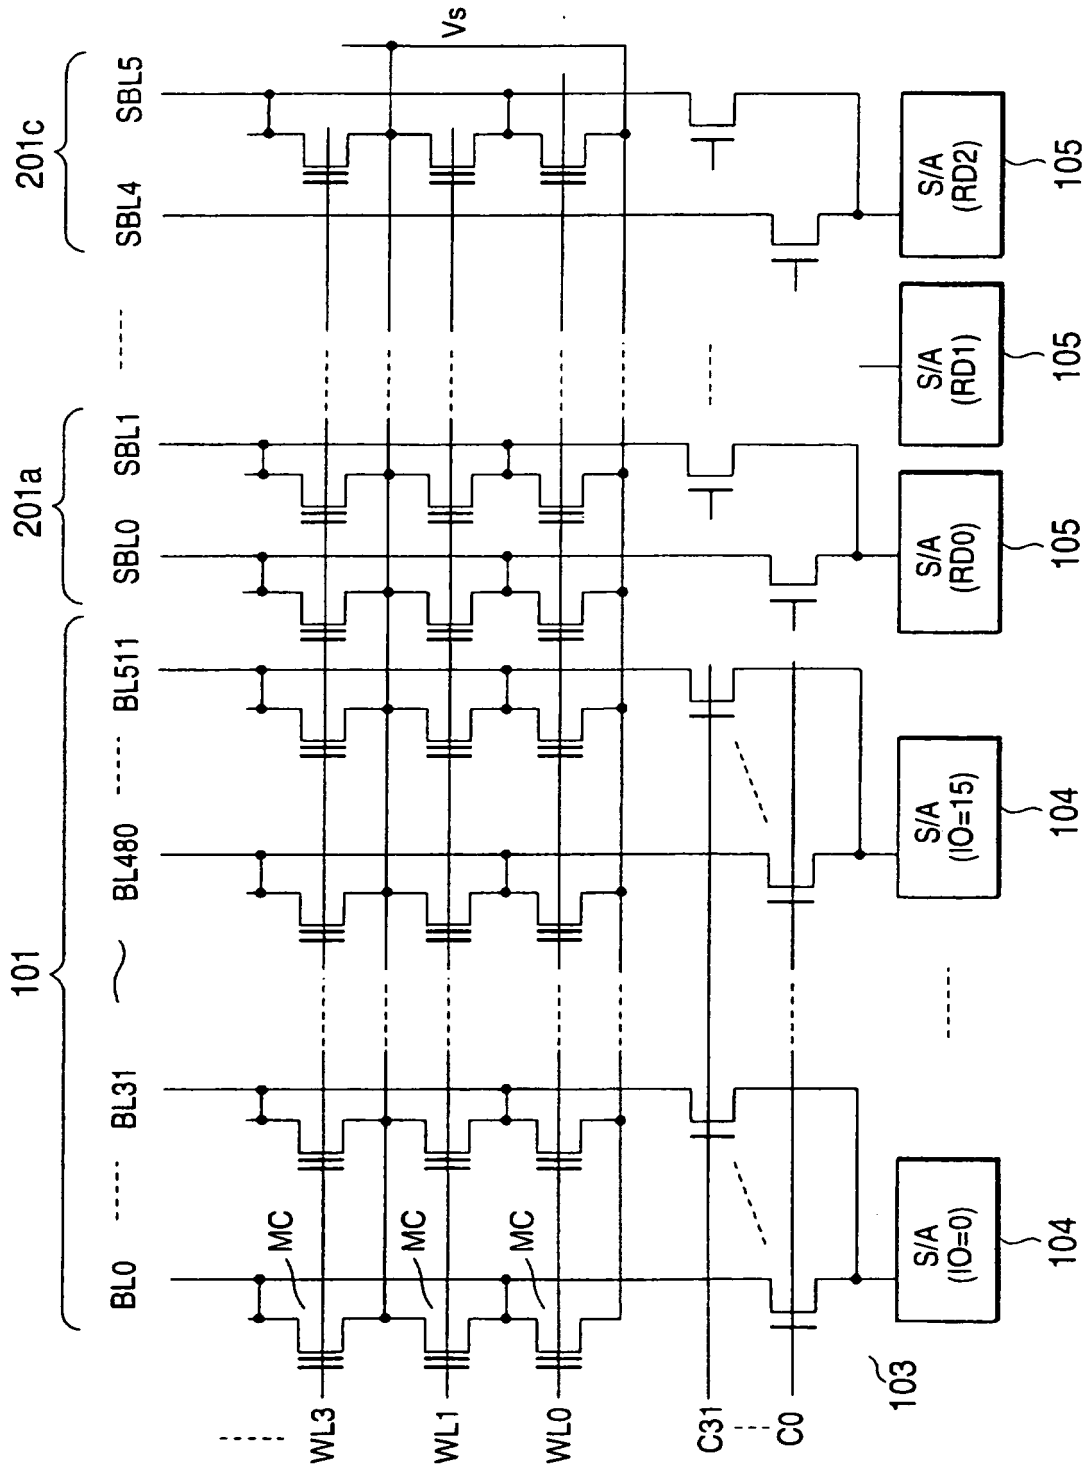 101
201a
201c
BL0
BL31
BL480
BL511
SBL0
SBL1
SBL4
SBL5
Vs
MC
MC
MC
WL3
WL1
WL0
C31
C0
103
S/A
(IO=0)
S/A
(IO=15)
S/A
(RD0)
S/A
(RD1)
S/A
(RD2)
104
104
105
105
105